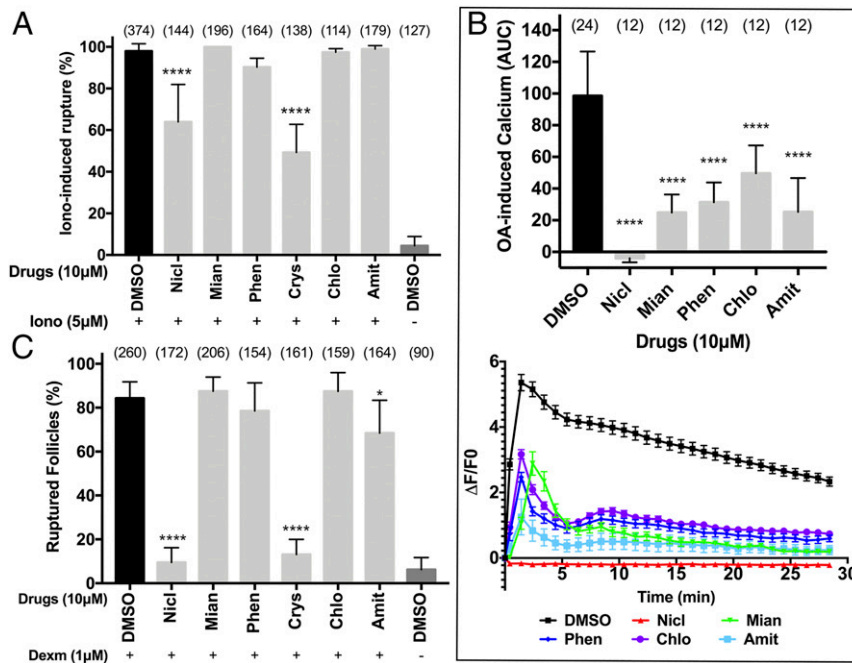 A
(374) (144) (196) (164) (138) (114) (179) (127)
Iono-induced rupture (%)
100
80
60
40
20
0
****
****
Drugs (10μM)
DMSO Nicl Mian Phen Crys Chlo Amit DMSO
Iono (5μM) + + + + + + + -
B
(24) (12) (12) (12) (12) (12)
OA-induced Calcium (AUC)
140
120
100
80
60
40
20
0
**** **** **** **** ****
DMSO Nicl Mian Phen Chlo Amit
Drugs (10μM)
ΔF/F0
6
4
2
0
5 10 15 20 25 30
Time (min)
DMSO Nicl Mian
Phen Chlo Amit
C
(260) (172) (206) (154) (161) (159) (164) (90)
Ruptured Follicles (%)
100
80
60
40
20
0
****
****
*
Drugs (10μM)
DMSO Nicl Mian Phen Crys Chlo Amit DMSO
Dexm (1μM) + + + + + + + -